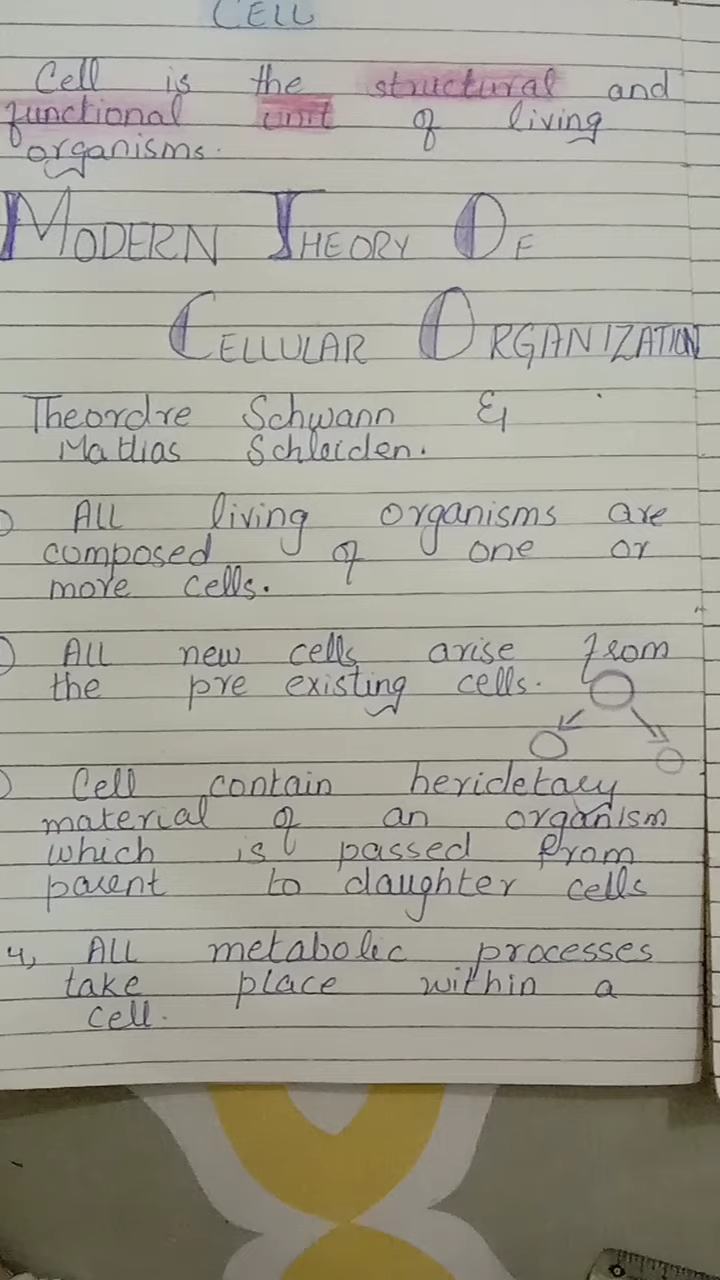 CELL
Cell is the structural and
functional unit of living
organisms.
MODERN THEORY OF
CELLULAR ORGANIZATION
Theordre Schwann &
Mattias Schleiden.
ALL living organisms are
composed of one or
more cells.
ALL new cells arise from
the pre existing cells.
Cell contain heridetary
material of an organism
which is passed from
parent to daughter cells
4, ALL metabolic processes
take place within a
cell.